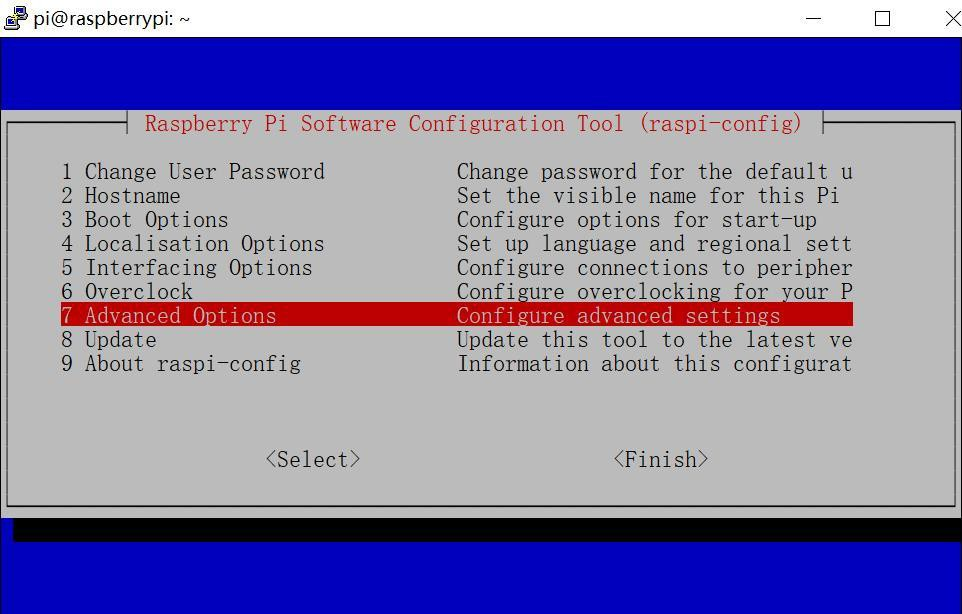 pi@raspberrypi: ~
Raspberry Pi Software Configuration Tool (raspi-config)
1 Change User Password Change password for the default u
2 Hostname Set the visible name for this Pi
3 Boot Options Configure options for start-up
4 Localisation Options Set up language and regional sett
5 Interfacing Options Configure connections to peripher
6 Overclock Configure overclocking for your P
7 Advanced Options Configure advanced settings
8 Update Update this tool to the latest ve
9 About raspi-config Information about this configurat
<Select> <Finish>